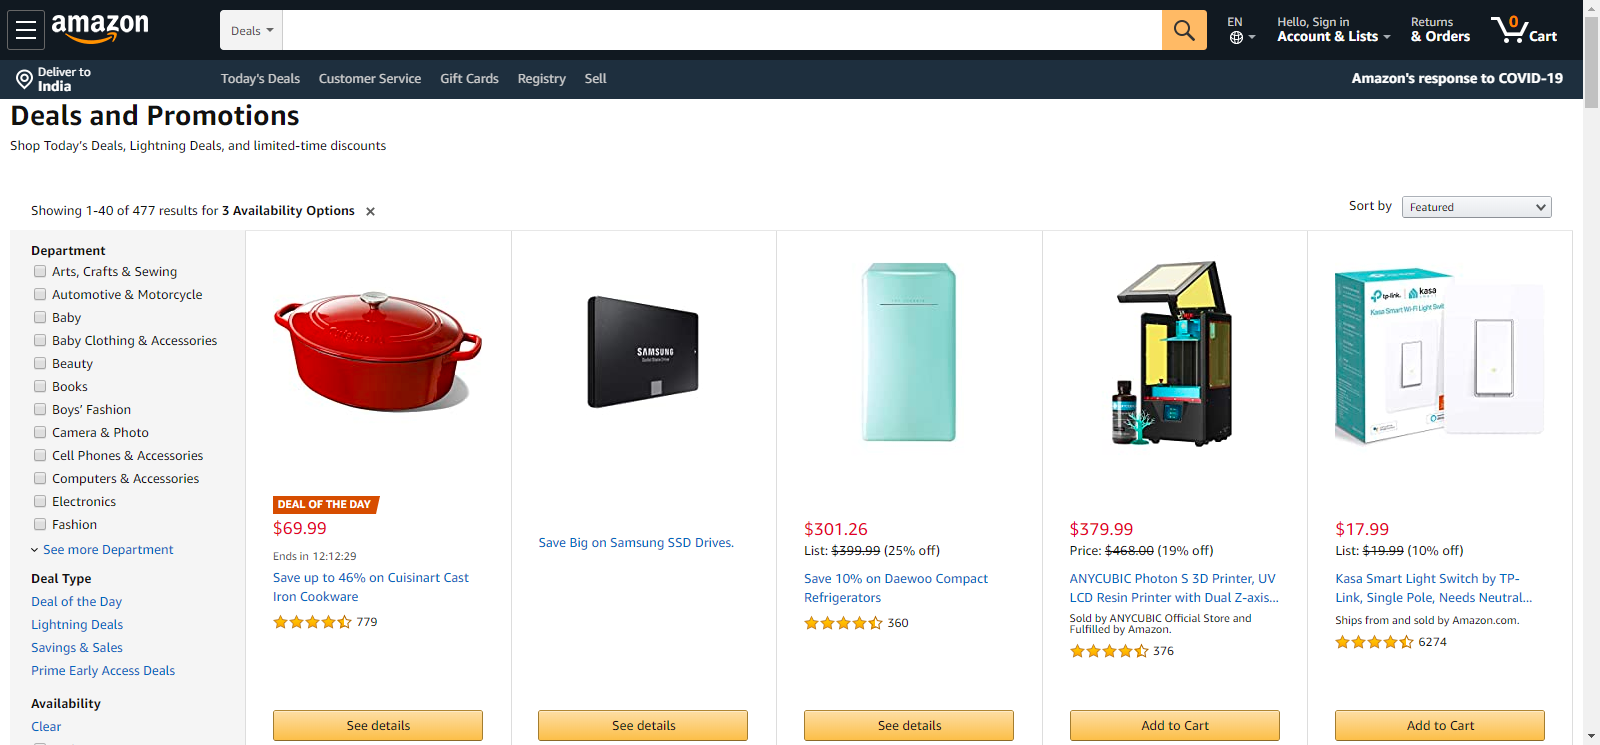 amazon
Deals
EN
Hello, Sign in
Account & Lists
Returns
& Orders
0
Cart
Deliver to
India
Today's Deals
Customer Service
Gift Cards
Registry
Sell
Amazon's response to COVID-19
Deals and Promotions
Shop Today's Deals, Lightning Deals, and limited-time discounts
Showing 1-40 of 477 results for 3 Availability Options
Sort by
Featured
Department
Arts, Crafts & Sewing
Automotive & Motorcycle
Baby
Baby Clothing & Accessories
Beauty
Books
Boys' Fashion
Camera & Photo
Cell Phones & Accessories
Computers & Accessories
Electronics
Fashion
See more Department
Deal Type
Deal of the Day
Lightning Deals
Savings & Sales
Prime Early Access Deals
Availability
Clear
Cuisinart
DEAL OF THE DAY
$69.99
Ends in 12:12:29
Save up to 46% on Cuisinart Cast
Iron Cookware
779
See details
SAMSUNG
Solid State Drive
Save Big on Samsung SSD Drives.
See details
$301.26
List: $399.99 (25% off)
Save 10% on Daewoo Compact
Refrigerators
360
See details
$379.99
Price: $468.00 (19% off)
ANYCUBIC Photon S 3D Printer, UV
LCD Resin Printer with Dual Z-axis...
Sold by ANYCUBIC Official Store and
Fulfilled by Amazon.
376
Add to Cart
tp-link
kasa
Kasa Smart Wi-Fi Light
$17.99
List: $19.99 (10% off)
Kasa Smart Light Switch by TP-
Link, Single Pole, Needs Neutral...
Ships from and sold by Amazon.com.
6274
Add to Cart